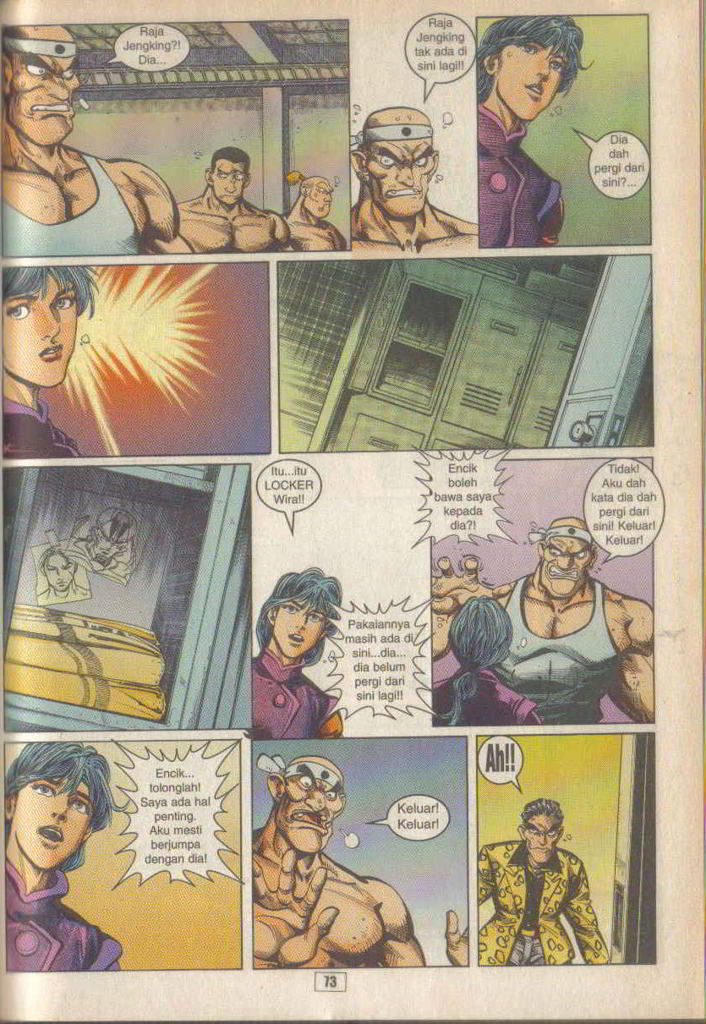 Raja
Jengking?!
Dia...
Raja
Jengking
tak ada di
sini lagi!!
Dia
dah
pergi dari
sini?...
Itu...itu
LOCKER
Wira!!
Pakaiannya
masih ada di
sini...dia...
dia belum
pergi dari
sini lagi!!
Encik
boleh
bawa saya
kepada
dia?!
Tidak!
Aku dah
kata dia dah
pergi dari
sini! Keluar!
Keluar!
Encik...
tolonglah!
Saya ada hal
penting.
Aku mesti
berjumpa
dengan dia!
Keluar!
Keluar!
Ah!!
73